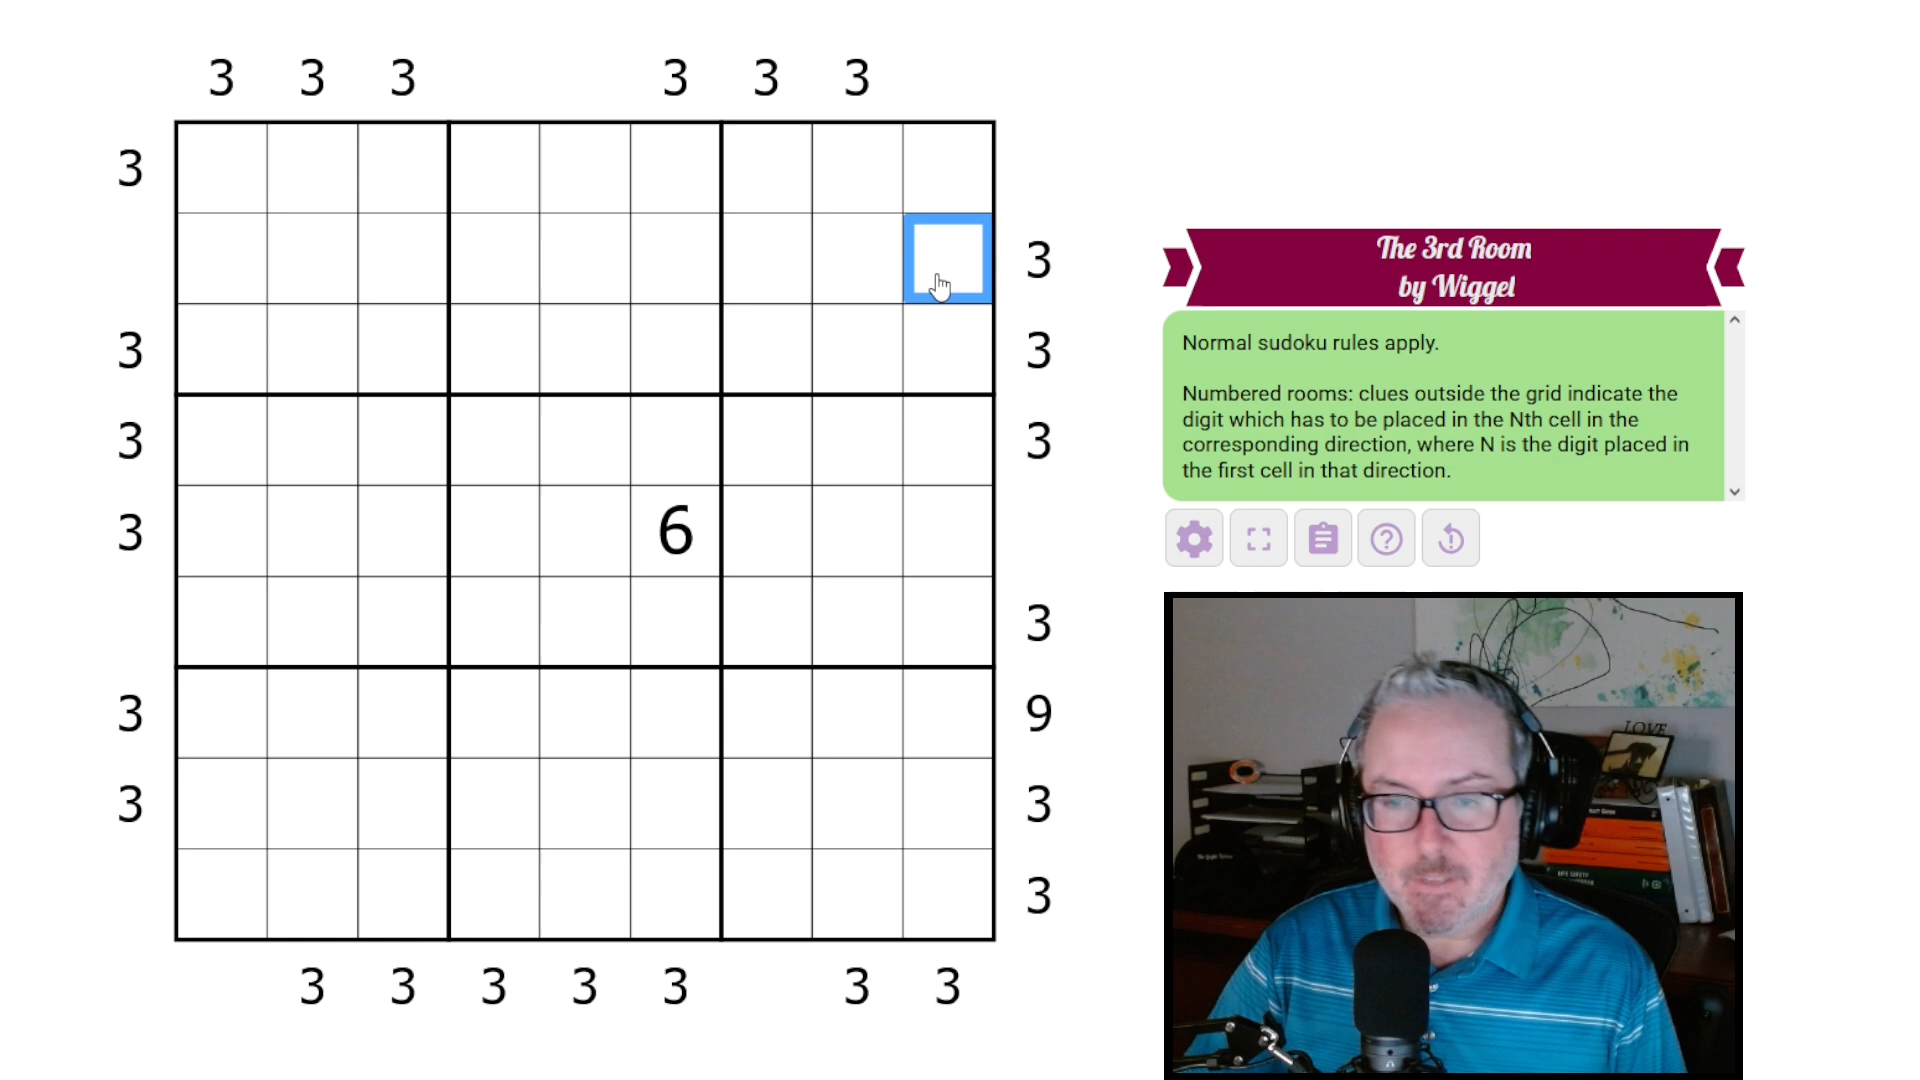 3 3 3 3 3 3
3
3
3 3
3 3
3 6
3
3 9
3 3
3
3 3 3 3 3 3 3
The 3rd Room
by Wiggel
Normal sudoku rules apply.
Numbered rooms: clues outside the grid indicate the
digit which has to be placed in the Nth cell in the
corresponding direction, where N is the digit placed in
the first cell in that direction.
LOVE